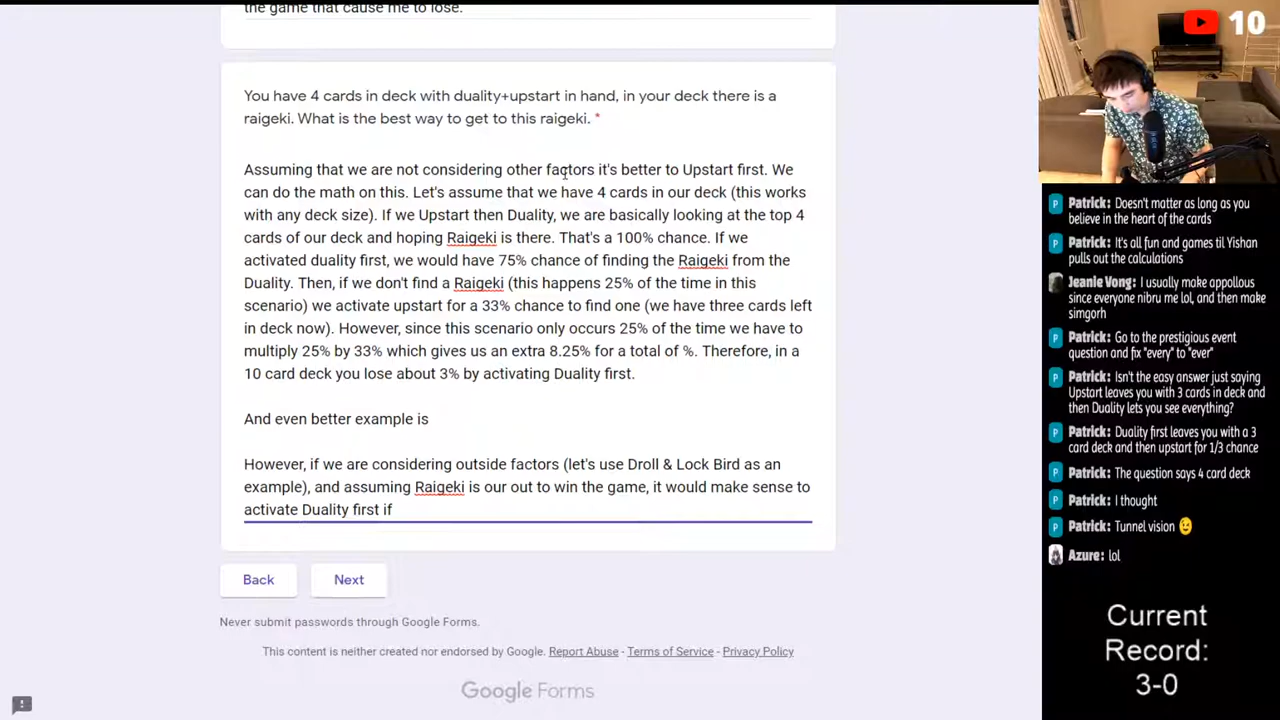 the game that cause me to lose.
You have 4 cards in deck with duality+upstart in hand, in your deck there is a
raigeki. What is the best way to get to this raigeki. *
Assuming that we are not considering other factors it's better to Upstart first. We
can do the math on this. Let's assume that we have 4 cards in our deck (this works
with any deck size). If we Upstart then Duality, we are basically looking at the top 4
cards of our deck and hoping Raigeki is there. That's a 100% chance. If we
activated duality first, we would have 75% chance of finding the Raigeki from the
Duality. Then, if we don't find a Raigeki (this happens 25% of the time in this
scenario) we activate upstart for a 33% chance to find one (we have three cards left
in deck now). However, since this scenario only occurs 25% of the time we have to
multiply 25% by 33% which gives us an extra 8.25% for a total of %. Therefore, in a
10 card deck you lose about 3% by activating Duality first.
And even better example is
However, if we are considering outside factors (let's use Droll & Lock Bird as an
example), and assuming Raigeki is our out to win the game, it would make sense to
activate Duality first if
Back
Next
Never submit passwords through Google Forms.
This content is neither created nor endorsed by Google. Report Abuse - Terms of Service - Privacy Policy
Google Forms
10
P Patrick: Doesn't matter as long as you
believe in the heart of the cards
P Patrick: It's all fun and games til Yishan
pulls out the calculations
Jeanie Vong: I usually make appollous
since everyone nibru me lol, and then make
simgorh
P Patrick: Go to the prestigious event
question and fix "every" to "ever"
P Patrick: Isn't the easy answer just saying
Upstart leaves you with 3 cards in deck and
then Duality lets you see everything?
P Patrick: Duality first leaves you with a 3
card deck and then upstart for 1/3 chance
P Patrick: The question says 4 card deck
P Patrick: I thought
P Patrick: Tunnel vision 😉
Azure: lol
Current
Record:
3-0